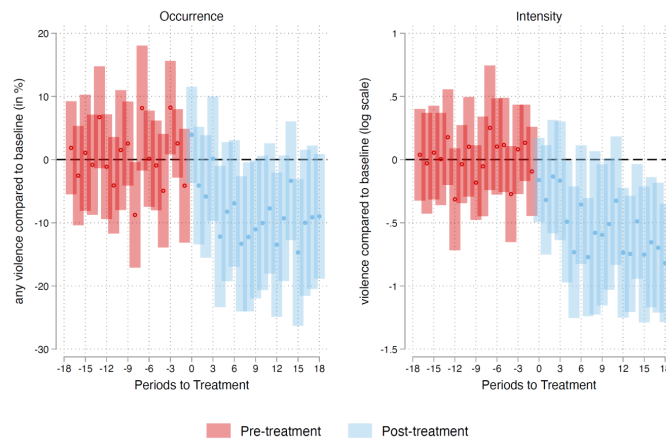 Occurrence
any violence compared to baseline (in %)
20
10
0
-10
-20
-30
-18 -15 -12 -9 -6 -3 0 3 6 9 12 15 18
Periods to Treatment
Intensity
violence compared to baseline (log scale)
1
.5
0
-.5
-1
-1.5
-18 -15 -12 -9 -6 -3 0 3 6 9 12 15 18
Periods to Treatment
Pre-treatment Post-treatment